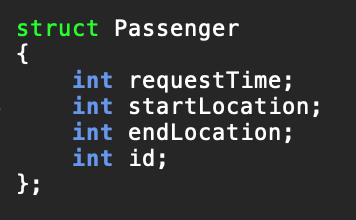 struct Passenger
{
    int requestTime;
    int startLocation;
    int endLocation;
    int id;
};